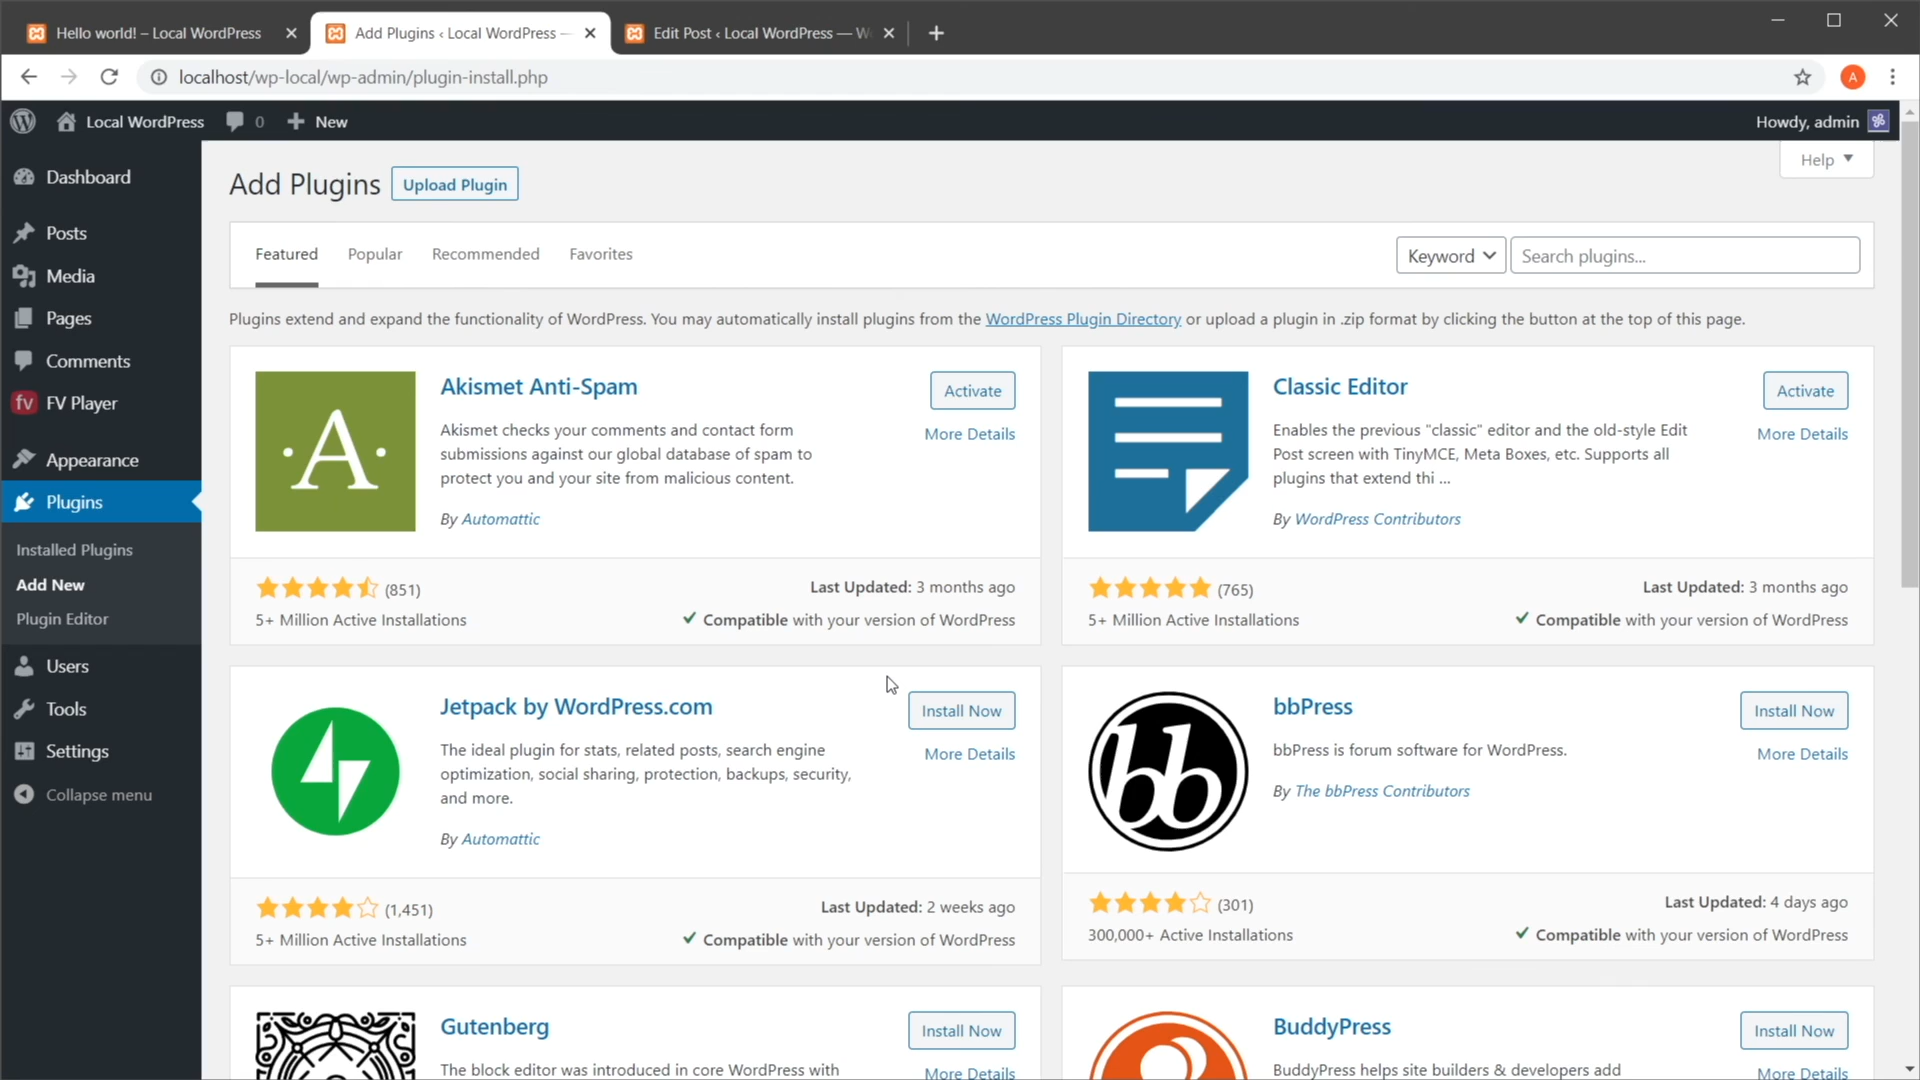 Hello world! – Local WordPress
Add Plugins ‹ Local WordPress —
Edit Post ‹ Local WordPress — W
localhost/wp-local/wp-admin/plugin-install.php
A
Local WordPress
0
New
Howdy, admin
Dashboard
Posts
Media
Pages
Comments
fv
FV Player
Appearance
Plugins
Installed Plugins
Add New
Plugin Editor
Users
Tools
Settings
Collapse menu
Help
Add Plugins
Upload Plugin
Featured
Popular
Recommended
Favorites
Keyword
Search plugins...
Plugins extend and expand the functionality of WordPress. You may automatically install plugins from the WordPress Plugin Directory or upload a plugin in .zip format by clicking the button at the top of this page.
·A·
Akismet Anti-Spam
Activate
More Details
Akismet checks your comments and contact form
submissions against our global database of spam to
protect you and your site from malicious content.
By Automattic
(851)
Last Updated: 3 months ago
5+ Million Active Installations
Compatible with your version of WordPress
Classic Editor
Activate
More Details
Enables the previous "classic" editor and the old-style Edit
Post screen with TinyMCE, Meta Boxes, etc. Supports all
plugins that extend thi ...
By WordPress Contributors
(765)
Last Updated: 3 months ago
5+ Million Active Installations
Compatible with your version of WordPress
Jetpack by WordPress.com
Install Now
More Details
The ideal plugin for stats, related posts, search engine
optimization, social sharing, protection, backups, security,
and more.
By Automattic
(1,451)
Last Updated: 2 weeks ago
5+ Million Active Installations
Compatible with your version of WordPress
bb
bbPress
Install Now
More Details
bbPress is forum software for WordPress.
By The bbPress Contributors
(301)
Last Updated: 4 days ago
300,000+ Active Installations
Compatible with your version of WordPress
Gutenberg
Install Now
More Details
The block editor was introduced in core WordPress with
BuddyPress
Install Now
More Details
BuddyPress helps site builders & developers add